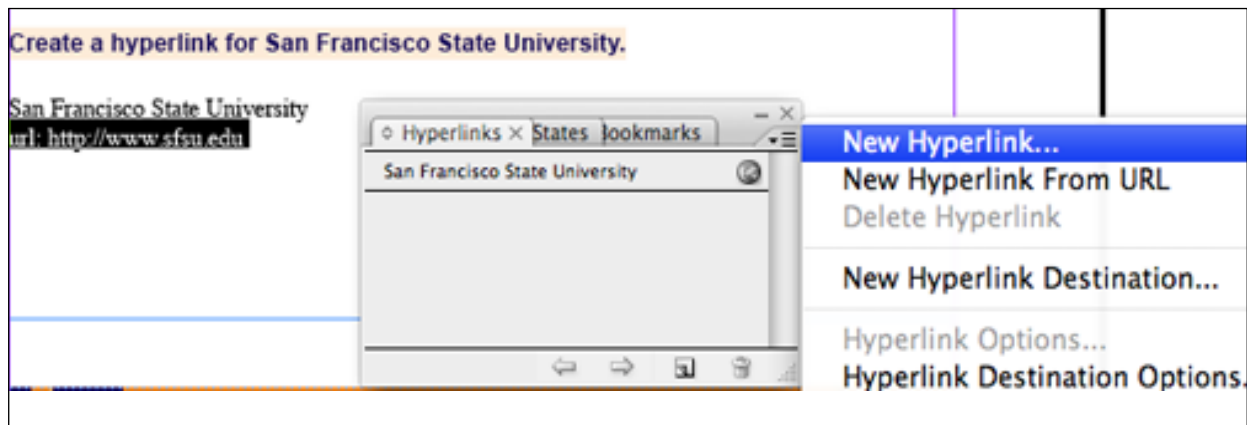 Create a hyperlink for San Francisco State University.
San Francisco State University
url: http://www.sfsu.edu
Hyperlinks × States Bookmarks
San Francisco State University
New Hyperlink...
New Hyperlink From URL
Delete Hyperlink
New Hyperlink Destination...
Hyperlink Options...
Hyperlink Destination Options.